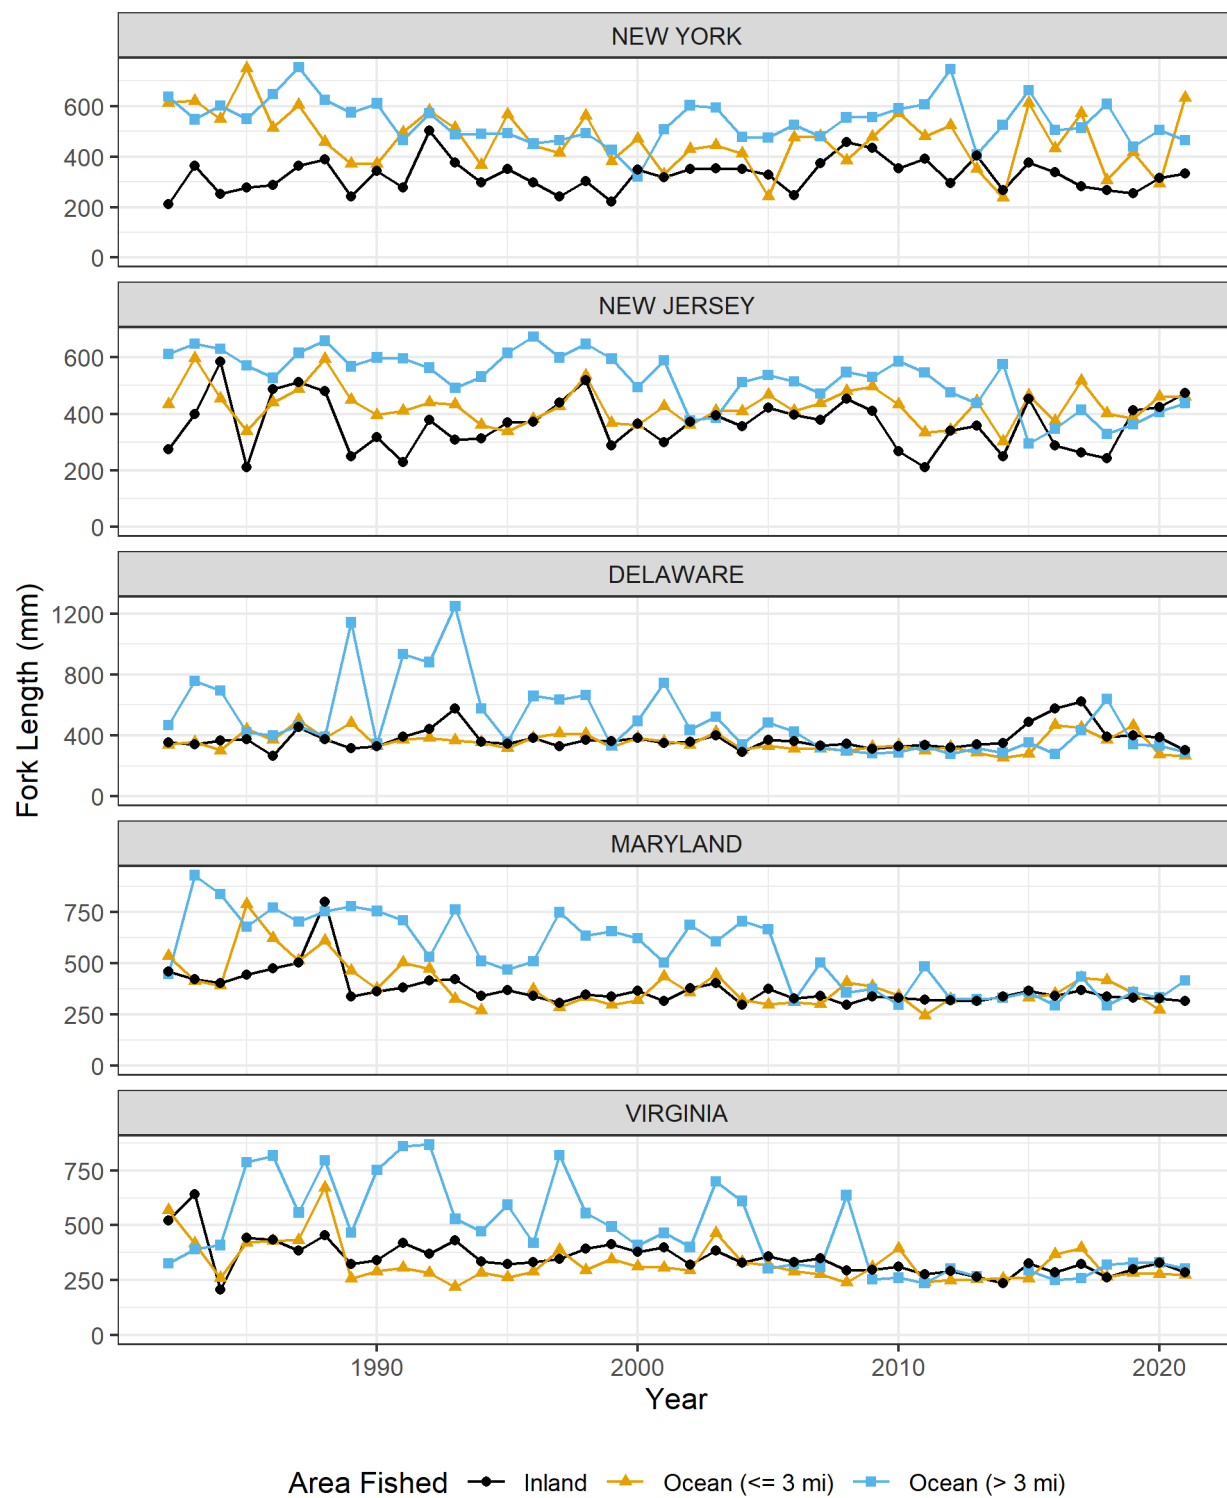 NEW YORK
600
400
200
0
NEW JERSEY
600
400
200
0
DELAWARE
1200
800
400
0
MARYLAND
750
500
250
0
VIRGINIA
750
500
250
0
Fork Length (mm)
1990 2000 2010 2020
Year
Area Fished Inland Ocean (<= 3 mi) Ocean (> 3 mi)